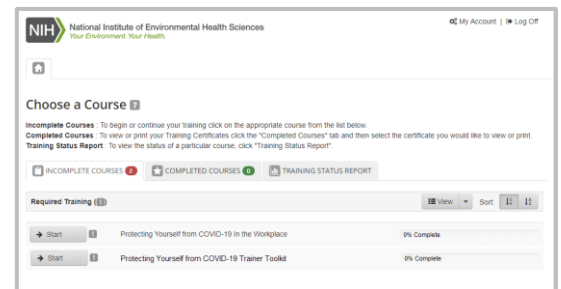 NIH National Institute of Environmental Health Sciences
Your Environment. Your Health.
My Account | Log Off
Choose a Course ?
Incomplete Courses : To begin or continue your training click on the appropriate course from the list below.
Completed Courses : To view or print your Training Certificates click the "Completed Courses" tab and then select the certificate you would like to view or print.
Training Status Report : To view the status of a particular course, click "Training Status Report".
INCOMPLETE COURSES 2 COMPLETED COURSES 0 TRAINING STATUS REPORT
Required Training View Sort:
Start Protecting Yourself from COVID-19 in the Workplace 0% Complete
Start Protecting Yourself from COVID-19 Trainer Toolkit 0% Complete